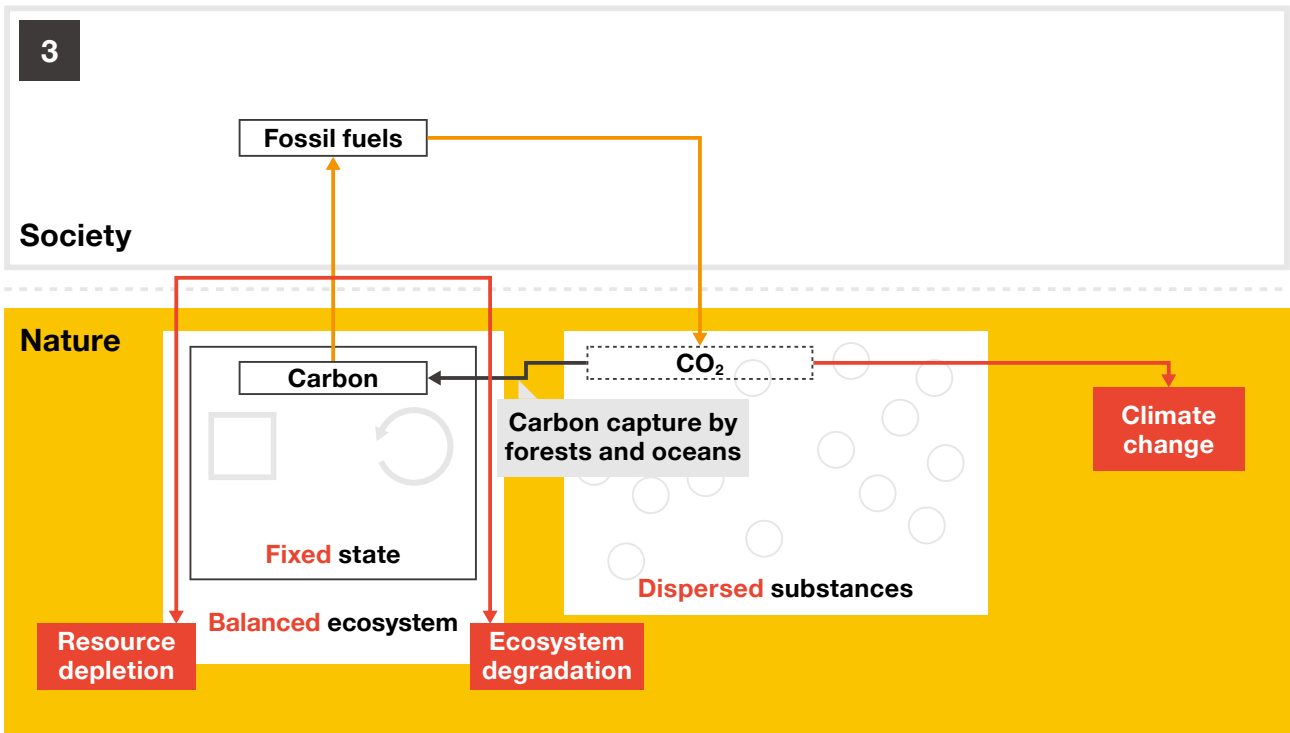 3
Fossil fuels
Society
Nature
Carbon
CO₂
Carbon capture by
forests and oceans
Climate
change
Fixed state
Dispersed substances
Balanced ecosystem
Resource
depletion
Ecosystem
degradation